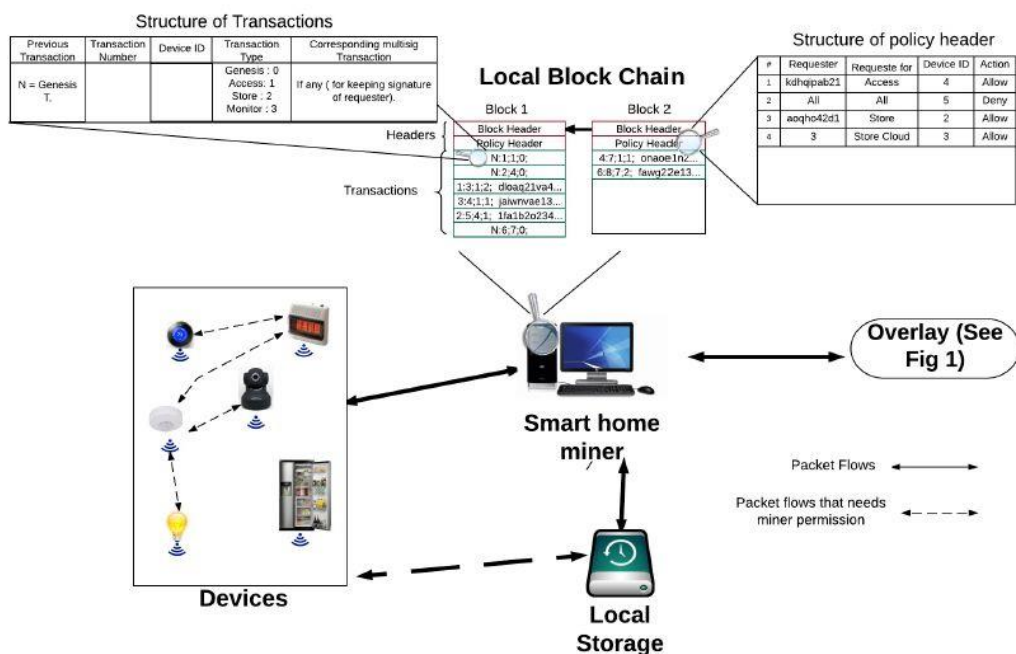 Structure of Transactions
Previous Transaction
Transaction Number
Device ID
Transaction Type
Corresponding multisig Transaction
N = Genesis T.
Genesis : 0
Access: 1
Store : 2
Monitor : 3
If any ( for keeping signature of requester).
Structure of policy header
# Requester Requeste for Device ID Action
1 kdhqipab21 Access 4 Allow
2 All All 5 Deny
3 aoqhc42d1 Store 2 Allow
4 3 Store Cloud 3 Allow
Local Block Chain
Block 1
Block 2
Headers
Transactions
Block Header
Policy Header
N:1;1;0;
N:2;4;0;
1:3;1;2; dloaq21va4...
3:4;1;1; jaiwnvae13...
2:5;4;1; 1fa1b2o234...
N:6;7;0;
Block Header
Policy Header
4:7;1;1; onaoe1n2...
6:8;7;2; fawg22e13...
Overlay (See
Fig 1)
Smart home
miner
Packet Flows
Packet flows that needs
miner permission
Devices
Local
Storage